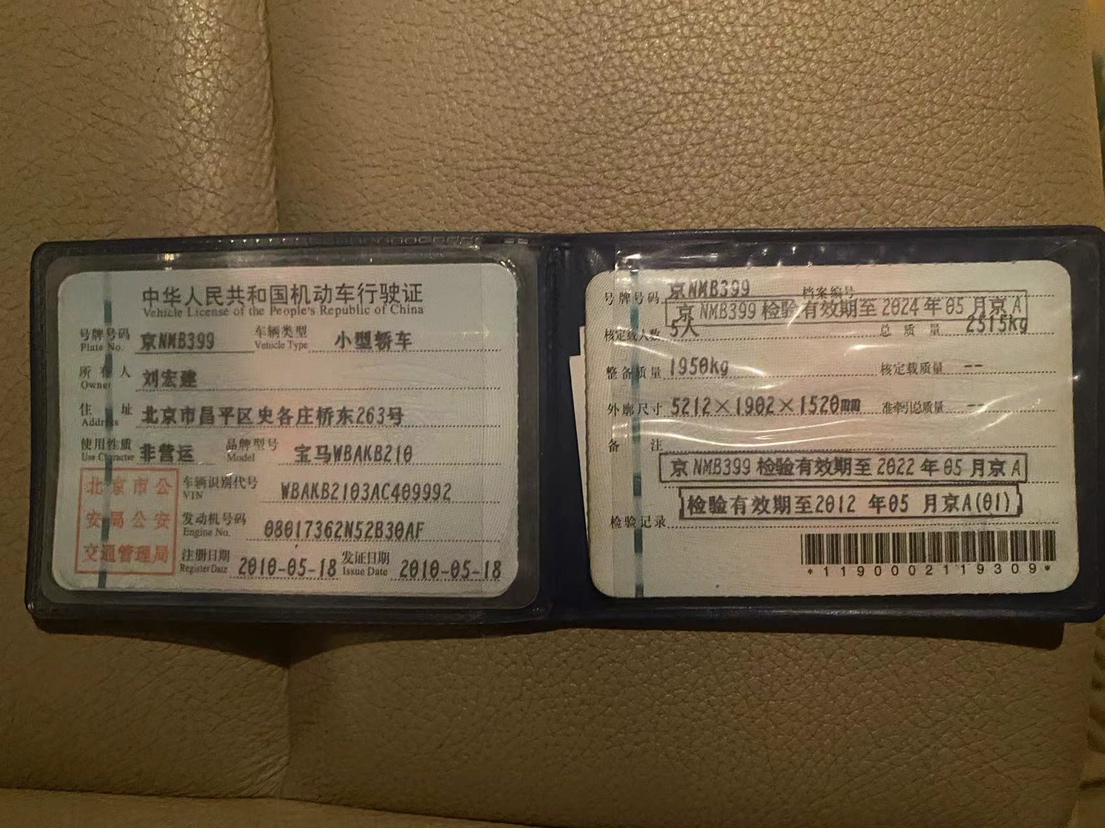 中华人民共和国机动车行驶证
Vehicle License of the People's Republic of China
号牌号码 京NMB399 车辆类型 小型轿车
Plate No. Vehicle Type
所有人 刘宏建
Owner
住址 北京市昌平区史各庄桥东263号
Address
使用性质 非营运 品牌型号 宝马WBAKB210
Use Character Model
北京市公
安局公安
交通管理局
车辆识别代号 WBAKB2103AC409992
VIN
发动机号码 08017362N52B30AF
Engine No.
注册日期 2010-05-18 发证日期 2010-05-18
Register Date Issue Date
号牌号码 京NMB399 档案编号
京NMB399检验有效期至2024年05月京A
核定载人数 5人 总质量 2515kg
整备质量 1950kg 核定载质量 --
外廓尺寸 5212×1902×1520mm 准牵引总质量 --
备注
京NMB399检验有效期至2022年05月京A
检验有效期至2012年05月京A(01)
检验记录
*1190002119309*